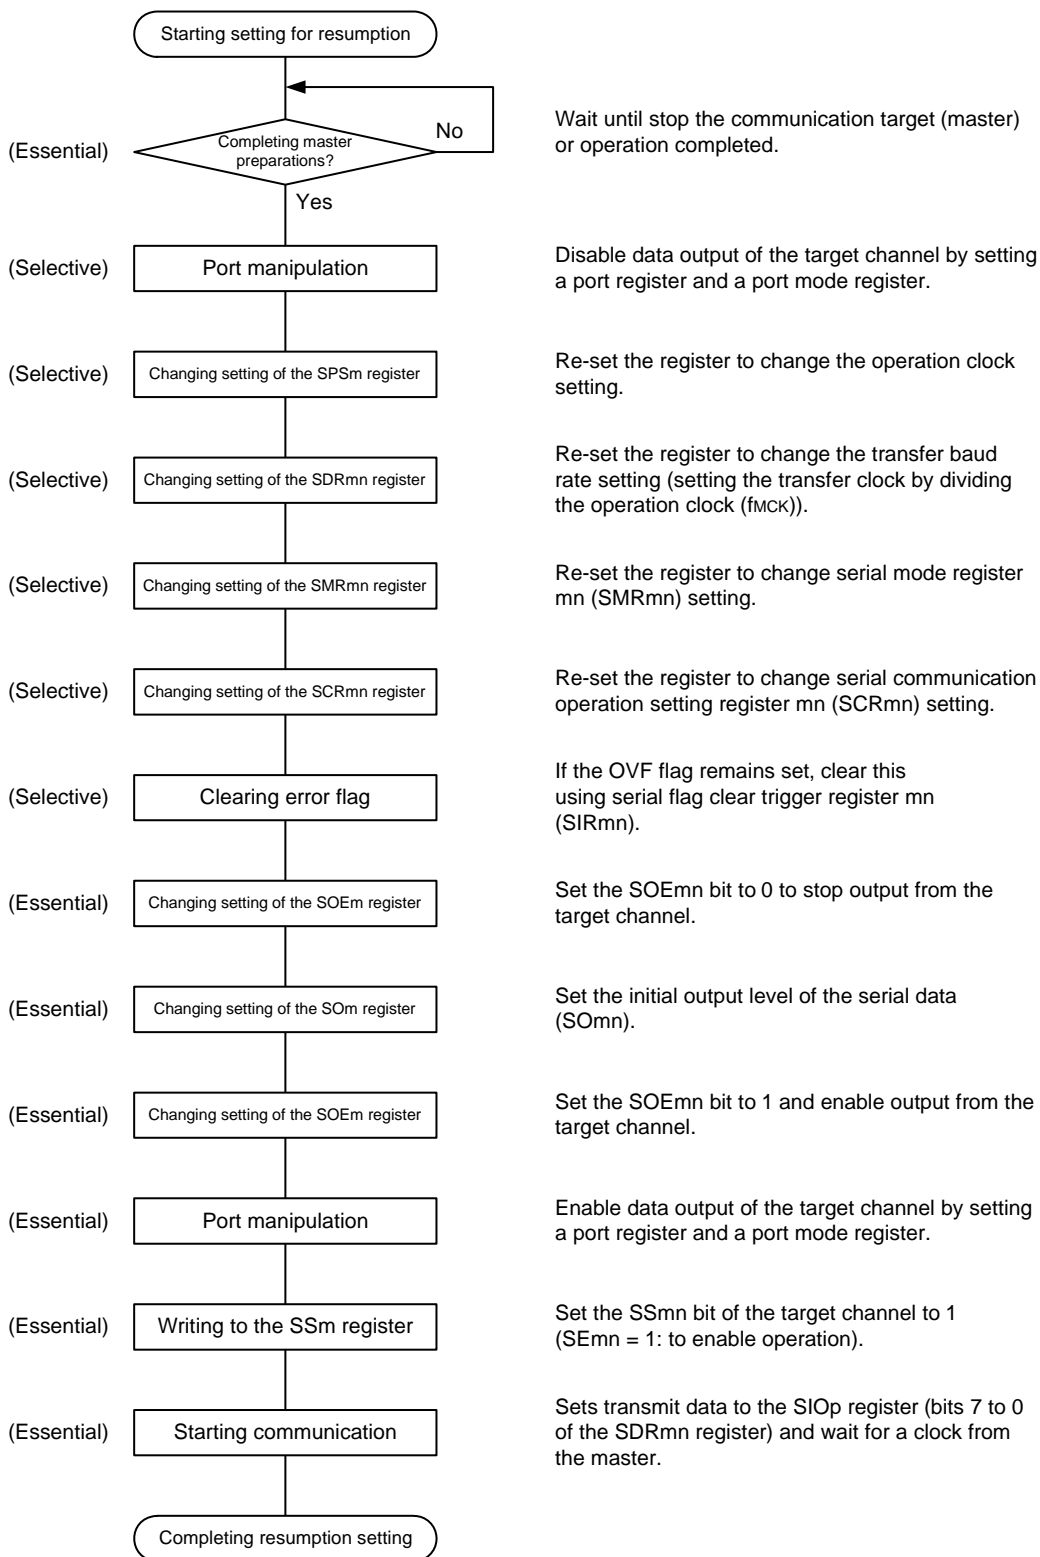 Starting setting for resumption
(Essential)
Completing master
preparations?
No
Yes
Wait until stop the communication target (master)
or operation completed.
(Selective)
Port manipulation
Disable data output of the target channel by setting
a port register and a port mode register.
(Selective)
Changing setting of the SPSm register
Re-set the register to change the operation clock
setting.
(Selective)
Changing setting of the SDRmn register
Re-set the register to change the transfer baud
rate setting (setting the transfer clock by dividing
the operation clock (fMCK)).
(Selective)
Changing setting of the SMRmn register
Re-set the register to change serial mode register
mn (SMRmn) setting.
(Selective)
Changing setting of the SCRmn register
Re-set the register to change serial communication
operation setting register mn (SCRmn) setting.
(Selective)
Clearing error flag
If the OVF flag remains set, clear this
using serial flag clear trigger register mn
(SIRmn).
(Essential)
Changing setting of the SOEm register
Set the SOEmn bit to 0 to stop output from the
target channel.
(Essential)
Changing setting of the SOm register
Set the initial output level of the serial data
(SOmn).
(Essential)
Changing setting of the SOEm register
Set the SOEmn bit to 1 and enable output from the
target channel.
(Essential)
Port manipulation
Enable data output of the target channel by setting
a port register and a port mode register.
(Essential)
Writing to the SSm register
Set the SSmn bit of the target channel to 1
(SEmn = 1: to enable operation).
(Essential)
Starting communication
Sets transmit data to the SIOp register (bits 7 to 0
of the SDRmn register) and wait for a clock from
the master.
Completing resumption setting